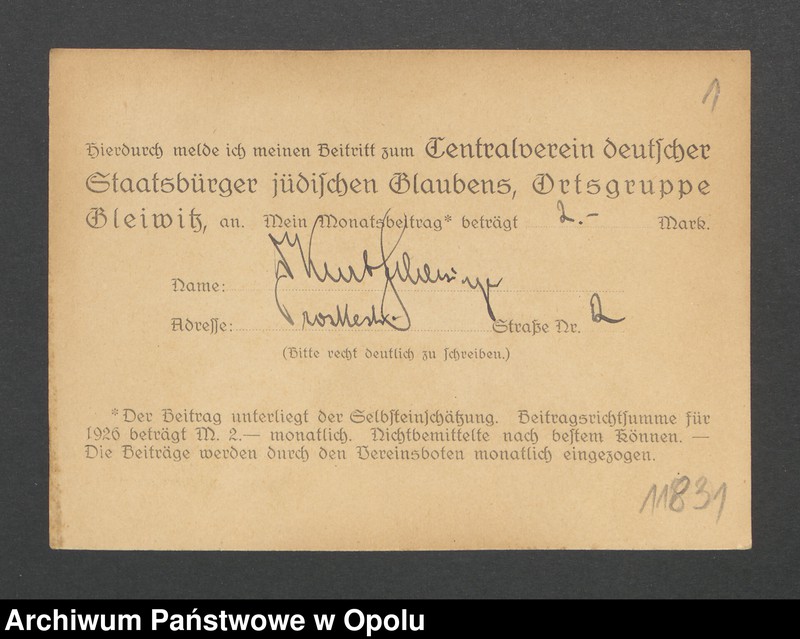 1
Hierdurch melde ich meinen Beitritt zum Centralverein deutscher
Staatsbürger jüdischen Glaubens, Ortsgruppe
Gleiwitz, an. Mein Monatsbeitrag* beträgt 2.- Mark.
Name: Kurt
Adresse: Straße Nr. 2
(Bitte recht deutlich zu schreiben.)
*Der Beitrag unterliegt der Selbsteinschätzung. Beitragsrichtsumme für
1926 beträgt M. 2.— monatlich. Nichtbemittelte nach bestem Können. —
Die Beiträge werden durch den Vereinsboten monatlich eingezogen.
11831
Archiwum Państwowe w Opolu